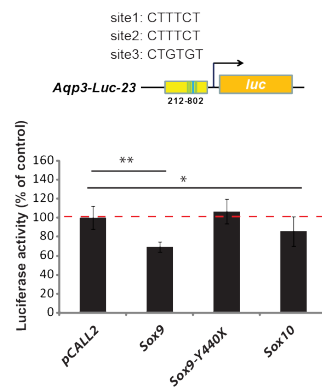 site1: CTTTCT
site2: CTTTCT
site3: CTGTGT
Aqp3-Luc-23
luc
212-802
Luciferase activity (% of control)
160
140
120
100
80
60
40
20
0
**
*
pCALL2
Sox9
Sox9-Y440X
Sox10